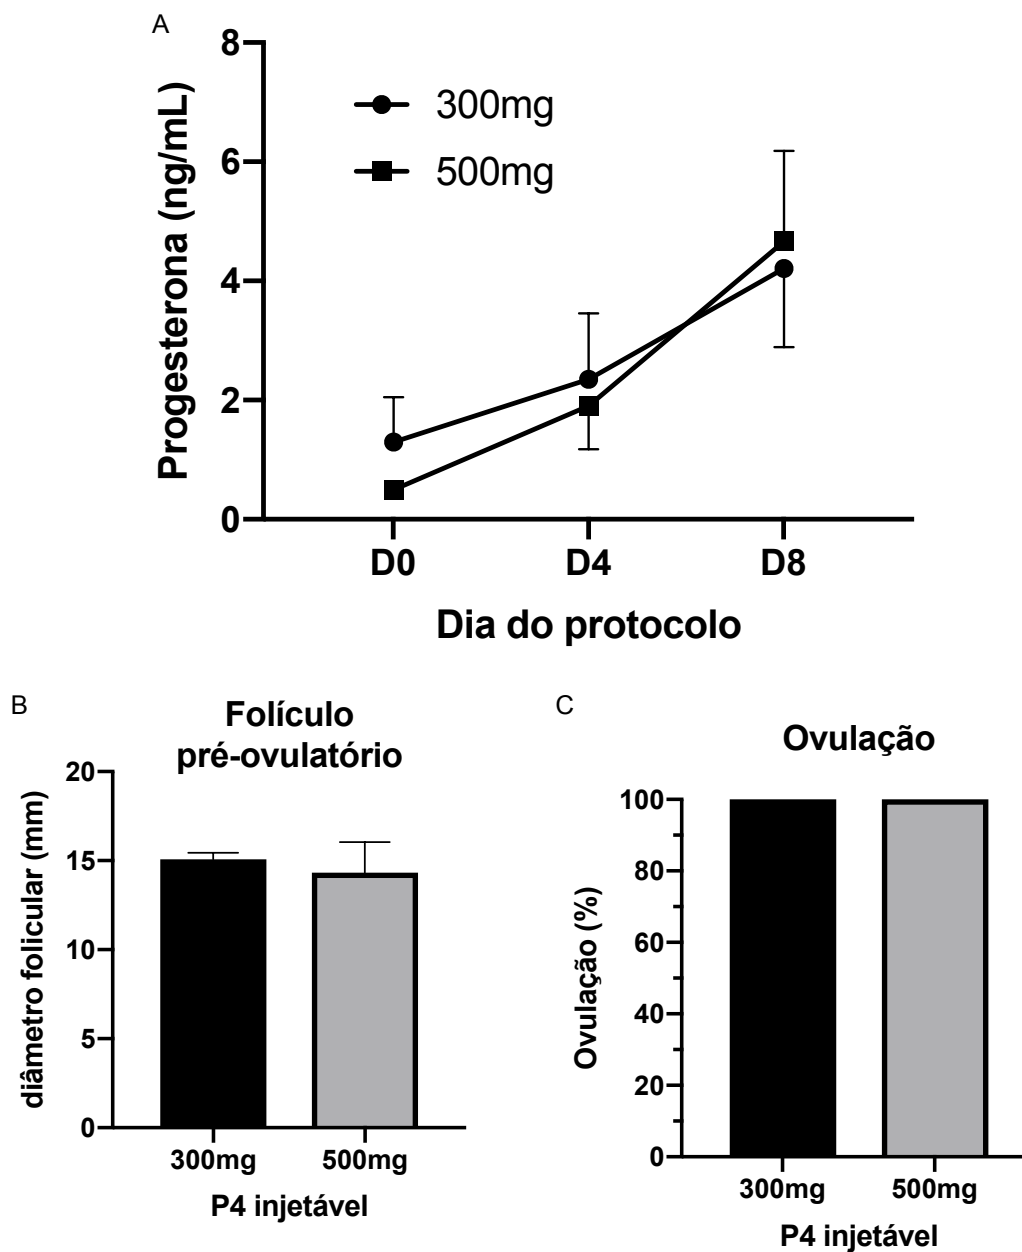 A
8
6
4
2
0
Progesterona (ng/mL)
300mg
500mg
D0 D4 D8
Dia do protocolo
B
Folículo
pré-ovulatório
20
15
10
5
0
diâmetro folicular (mm)
300mg 500mg
P4 injetável
C
Ovulação
100
80
60
40
20
0
Ovulação (%)
300mg 500mg
P4 injetável